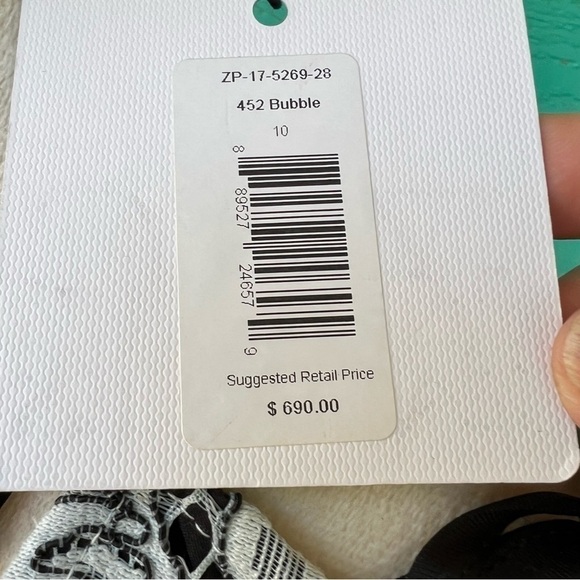 ZP-17-5269-28
452 Bubble
10
8 89527 24657 9
Suggested Retail Price
$ 690.00